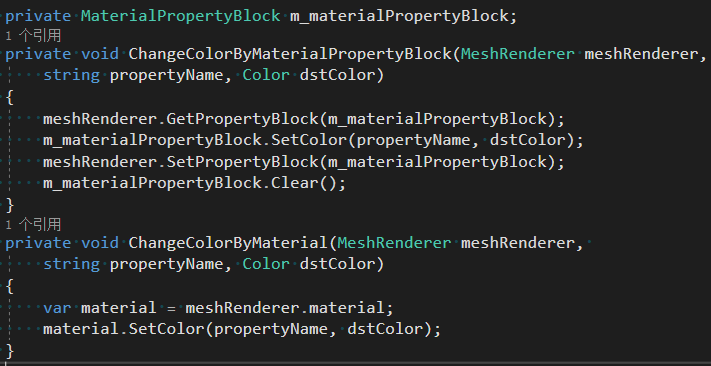 private MaterialPropertyBlock m_materialPropertyBlock;
1 个引用
private void ChangeColorByMaterialPropertyBlock(MeshRenderer meshRenderer,
    string propertyName, Color dstColor)
{
    meshRenderer.GetPropertyBlock(m_materialPropertyBlock);
    m_materialPropertyBlock.SetColor(propertyName, dstColor);
    meshRenderer.SetPropertyBlock(m_materialPropertyBlock);
    m_materialPropertyBlock.Clear();
}
1 个引用
private void ChangeColorByMaterial(MeshRenderer meshRenderer,
    string propertyName, Color dstColor)
{
    var material = meshRenderer.material;
    material.SetColor(propertyName, dstColor);
}